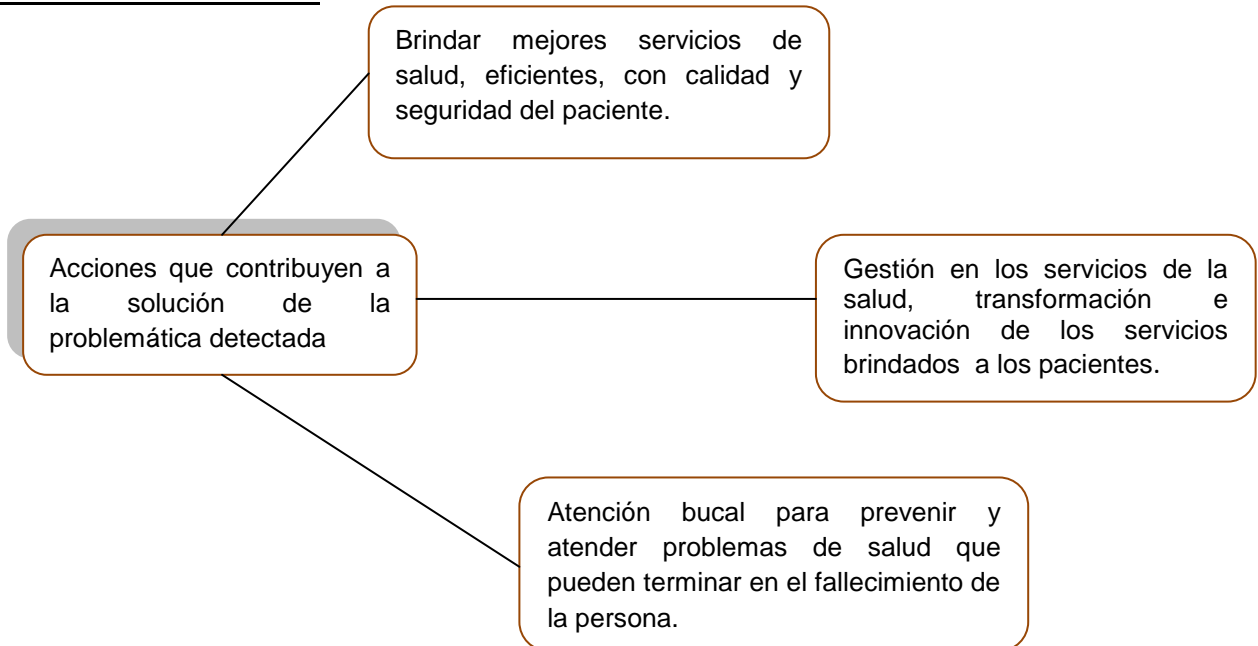 Brindar mejores servicios de
salud, eficientes, con calidad y
seguridad del paciente.
Acciones que contribuyen a
la solución de la
problemática detectada
Gestión en los servicios de la
salud, transformación e
innovación de los servicios
brindados a los pacientes.
Atención bucal para prevenir y
atender problemas de salud que
pueden terminar en el fallecimiento de
la persona.